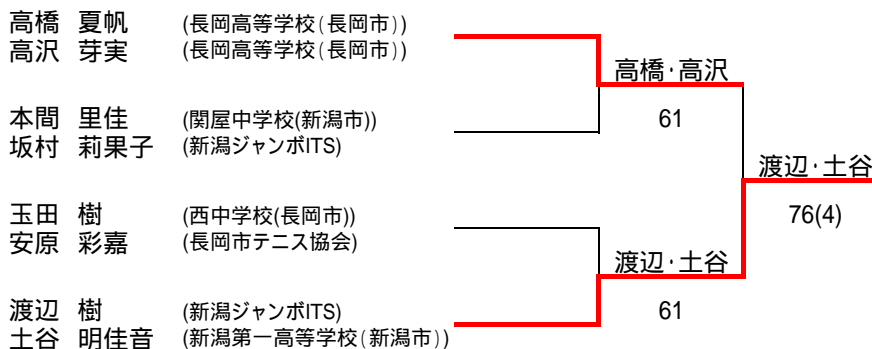 高橋 夏帆 (長岡高等学校(長岡市))
高沢 芽実 (長岡高等学校(長岡市))
高橋・高沢
61
本間 里佳 (関屋中学校(新潟市))
坂村 莉果子 (新潟ジャンボITS)
渡辺・土谷
76(4)
玉田 樹 (西中学校(長岡市))
安原 彩嘉 (長岡市テニス協会)
渡辺・土谷
61
渡辺 樹 (新潟ジャンボITS)
土谷 明佳音 (新潟第一高等学校(新潟市))